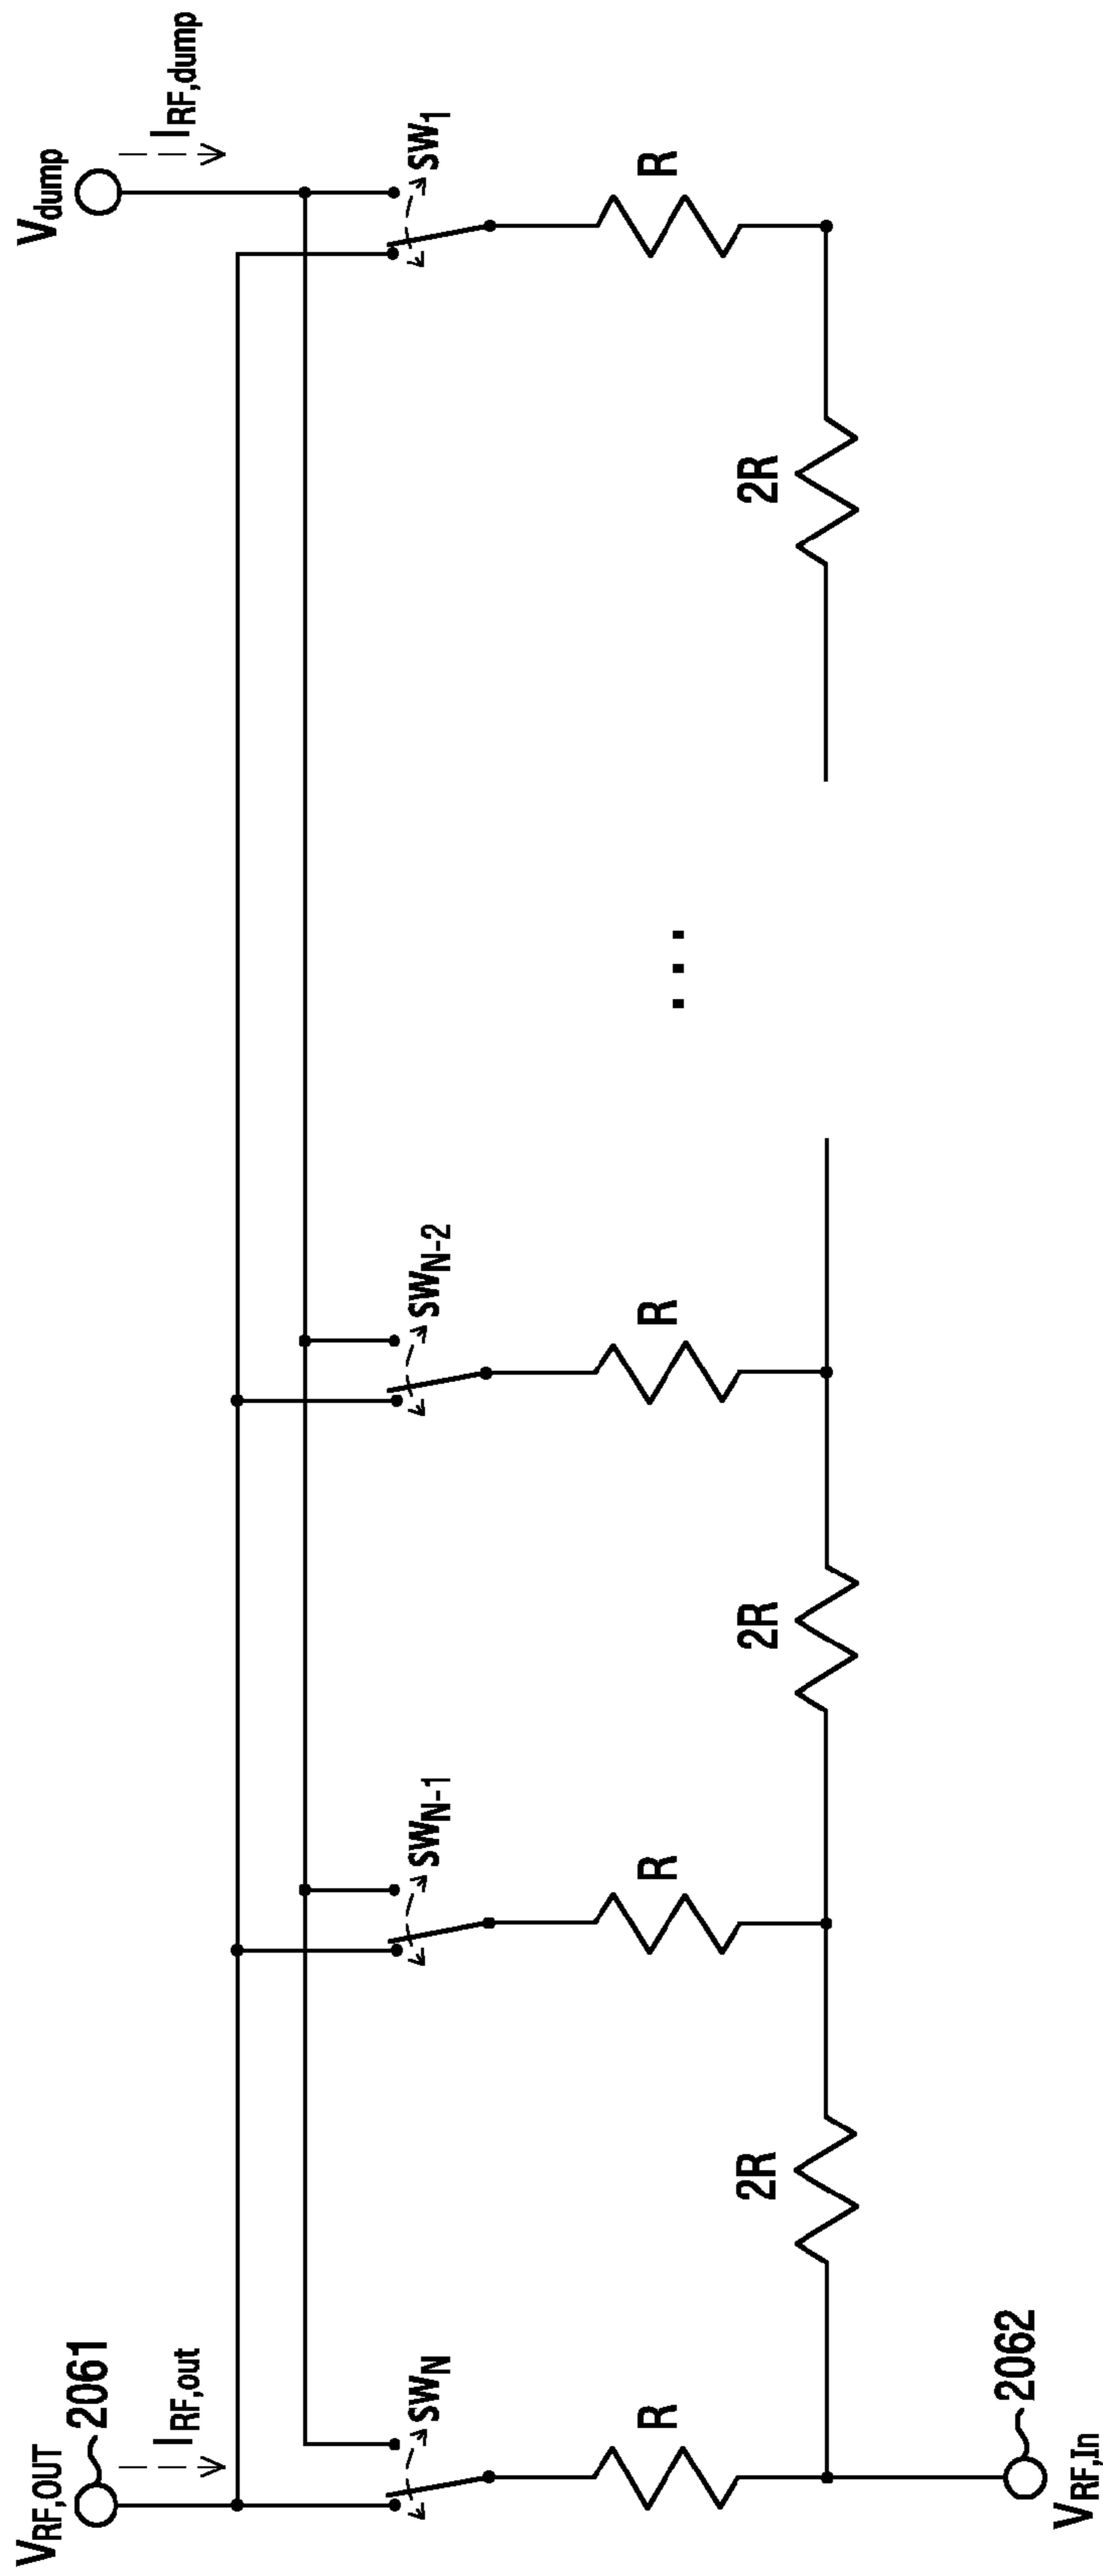 V_dump
I_RF,dump
SW_1
R
2R
...
SW_N-2
R
2R
SW_N-1
R
2R
V_RF,OUT
2061
I_RF,out
SW_N
R
2062
V_RF,In